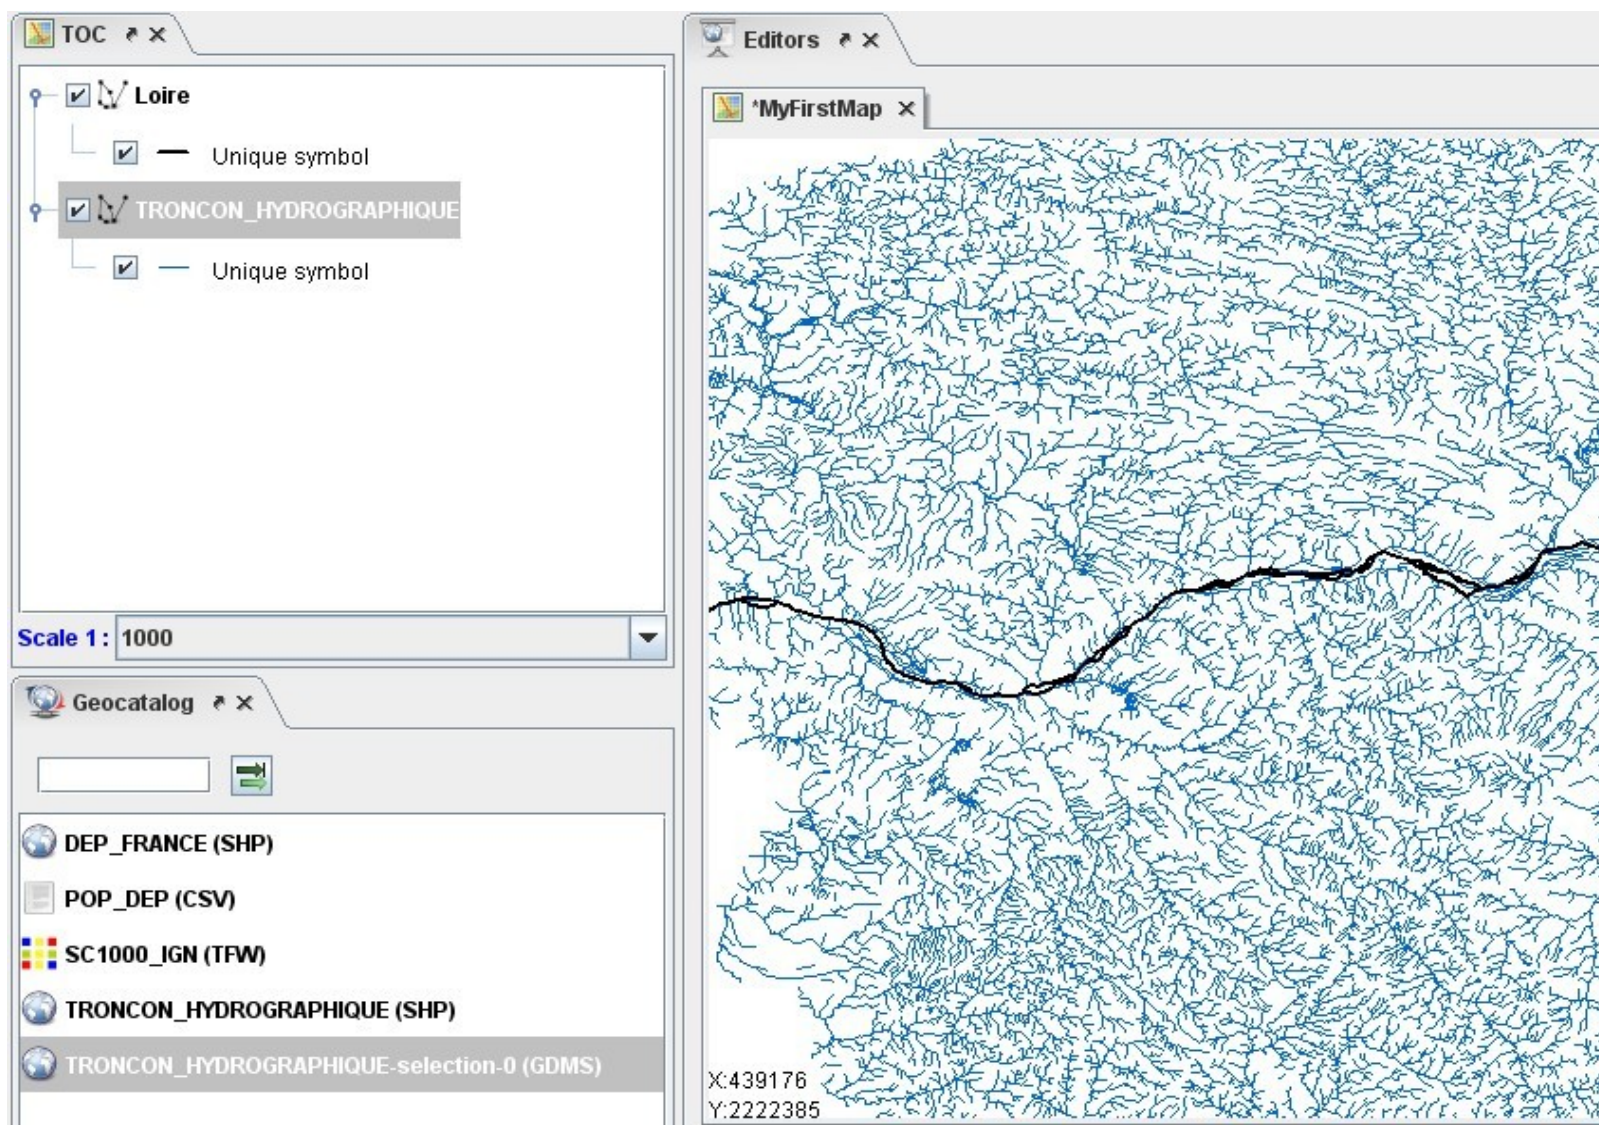 TOC
Loire
Unique symbol
TRONCON_HYDROGRAPHIQUE
Unique symbol
Scale 1 : 1000
Geocatalog
DEP_FRANCE (SHP)
POP_DEP (CSV)
SC1000_IGN (TFW)
TRONCON_HYDROGRAPHIQUE (SHP)
TRONCON_HYDROGRAPHIQUE-selection-0 (GDMS)
Editors
*MyFirstMap
X:439176
Y:2222385